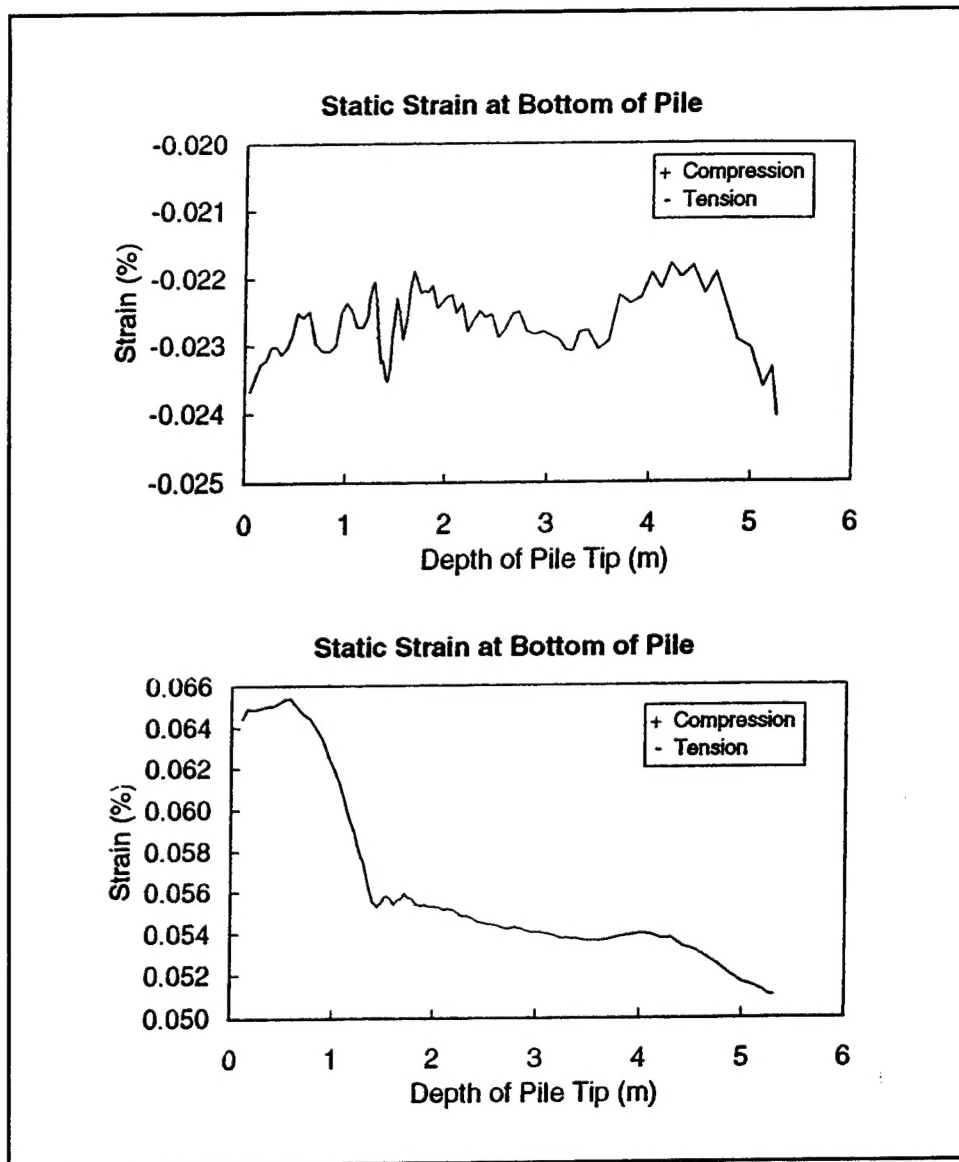 Static Strain at Bottom of Pile
-0.020
-0.021
-0.022
-0.023
-0.024
-0.025
Strain (%)
+ Compression
- Tension
0 1 2 3 4 5 6
Depth of Pile Tip (m)
Static Strain at Bottom of Pile
0.066
0.064
0.062
0.060
0.058
0.056
0.054
0.052
0.050
Strain (%)
+ Compression
- Tension
0 1 2 3 4 5 6
Depth of Pile Tip (m)